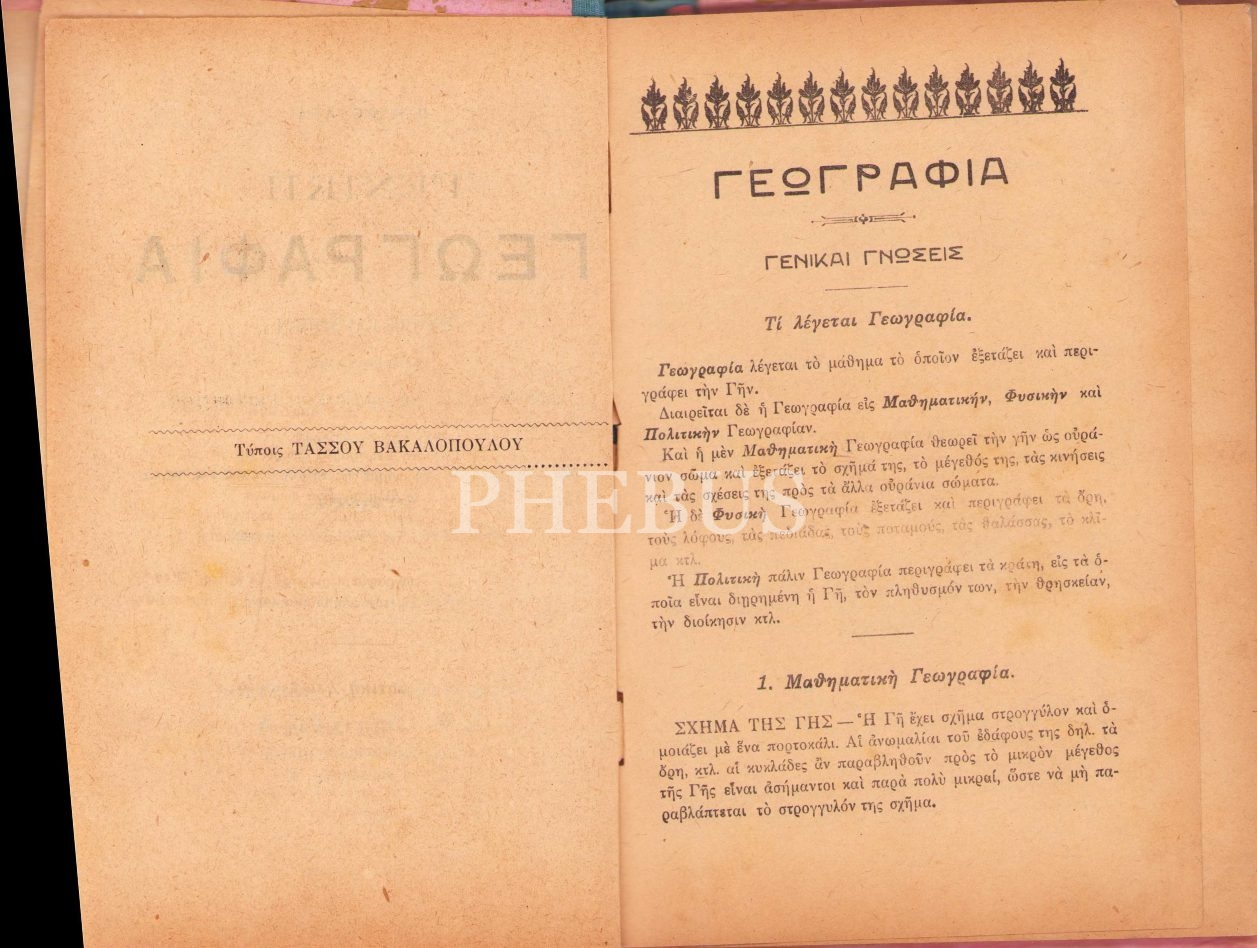 Τύποις ΤΑΣΣΟΥ ΒΑΚΑΛΟΠΟΥΛΟΥ
ΓΕΩΓΡΑΦΙΑ
ΓΕΝΙΚΑΙ ΓΝΩΣΕΙΣ
Τί λέγεται Γεωγραφία.
Γεωγραφία λέγεται τὸ μάθημα τὸ ὁποῖον ἐξετάζει καὶ περι-
γράφει τὴν Γῆν.
Διαιρεῖται δὲ ἡ Γεωγραφία εἰς Μαθηματικήν, Φυσικὴν καὶ
Πολιτικὴν Γεωγραφίαν.
Καὶ ἡ μὲν Μαθηματικὴ Γεωγραφία θεωρεῖ τὴν γῆν ὡς οὐρά-
νιον σῶμα καὶ ἐξετάζει τὸ σχῆμά της, τὸ μέγεθός της, τὰς κινήσεις
καὶ τὰς σχέσεις της πρὸς τὰ ἄλλα οὐράνια σώματα.
Ἡ δὲ Φυσικὴ Γεωγραφία ἐξετάζει καὶ περιγράφει τὰ ὄρη,
τοὺς λόφους, τὰς πεδιάδας, τοὺς ποταμούς, τὰς θαλάσσας, τὸ κλῖ-
μα κτλ.
Ἡ Πολιτικὴ πάλιν Γεωγραφία περιγράφει τὰ κράτη, εἰς τὰ ὁ-
ποῖα εἶναι διῃρημένη ἡ Γῆ, τὸν πληθυσμόν των, τὴν θρησκείαν,
τὴν διοίκησιν κτλ.
1. Μαθηματικὴ Γεωγραφία.
ΣΧΗΜΑ ΤΗΣ ΓΗΣ — Ἡ Γῆ ἔχει σχῆμα στρογγύλον καὶ ὁ-
μοιάζει μὲ ἕνα πορτοκάλι. Αἱ ἀνωμαλίαι τοῦ ἐδάφους της δηλ. τὰ
ὄρη, κτλ. αἱ κυκλάδες ἂν παραβληθοῦν πρὸς τὸ μικρὸν μέγεθος
τῆς Γῆς εἶναι ἀσήμαντοι καὶ παρὰ πολὺ μικραί, ὥστε νὰ μὴ πα-
ραβλάπτεται τὸ στρογγυλόν της σχῆμα.
PHEBUS